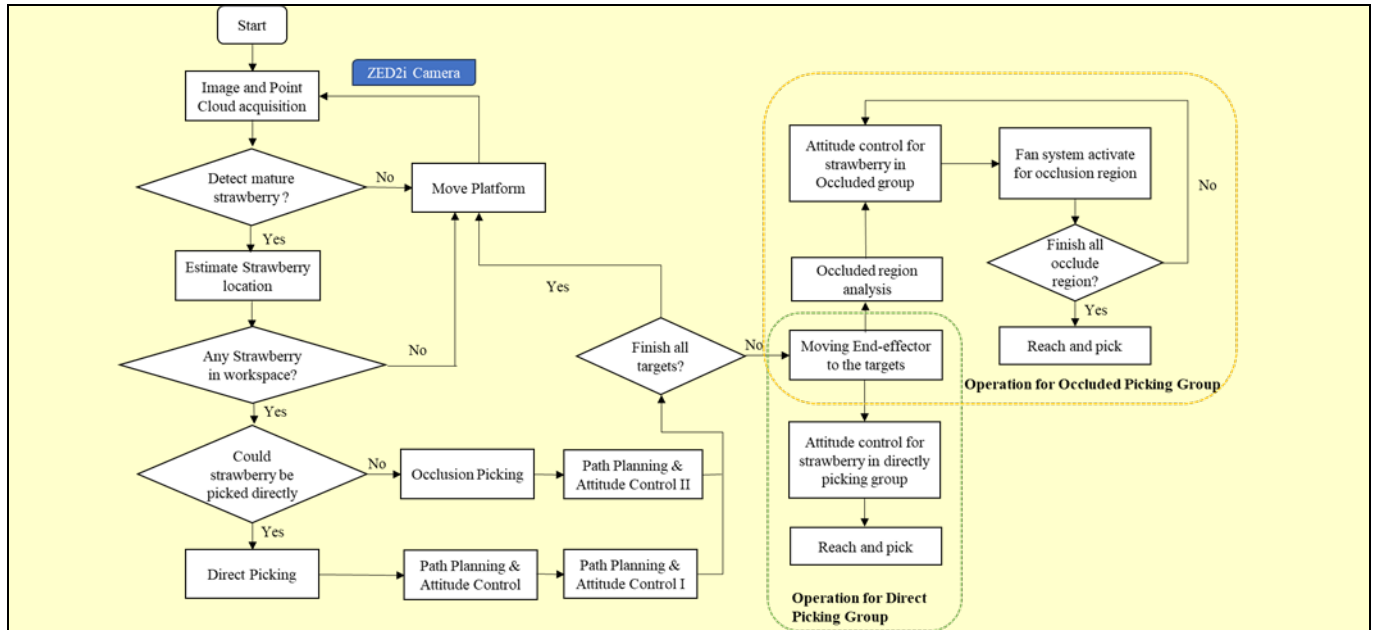 Start
ZED2i Camera
Image and Point
Cloud acquisition
Detect mature
strawberry ?
No
Move Platform
Yes
Estimate Strawberry
location
Any Strawberry
in workspace?
No
Yes
Could
strawberry be
picked directly
No
Occlusion Picking
Path Planning &
Attitude Control II
Yes
Direct Picking
Path Planning &
Attitude Control
Path Planning &
Attitude Control I
Yes
Finish all
targets?
No
Moving End-effector
to the targets
Occluded region
analysis
Attitude control for
strawberry in
Occluded group
Fan system activate
for occlusion region
No
Finish all
occlude
region?
Yes
Reach and pick
Operation for Occluded Picking Group
Attitude control for
strawberry in directly
picking group
Reach and pick
Operation for Direct
Picking Group